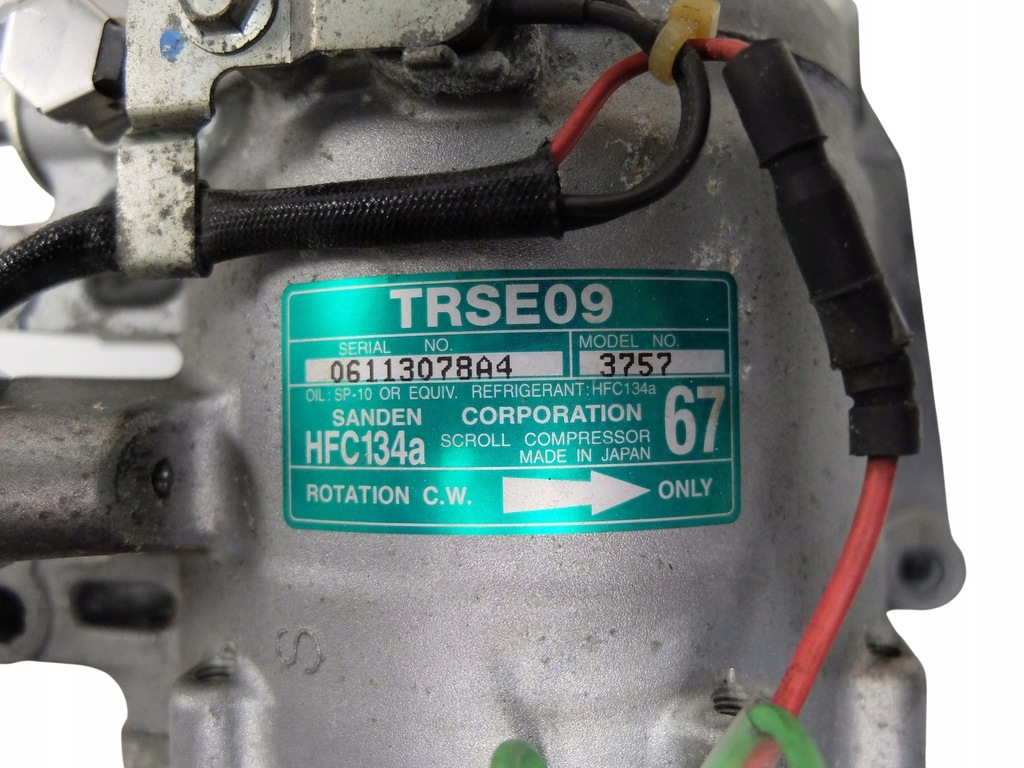 TRSE09
SERIAL NO.
06113078A4
MODEL NO.
3757
OIL: SP-10 OR EQUIV. REFRIGERANT:HFC134a
SANDEN CORPORATION
67
HFC134a
SCROLL COMPRESSOR
MADE IN JAPAN
ROTATION C.W.
ONLY
S